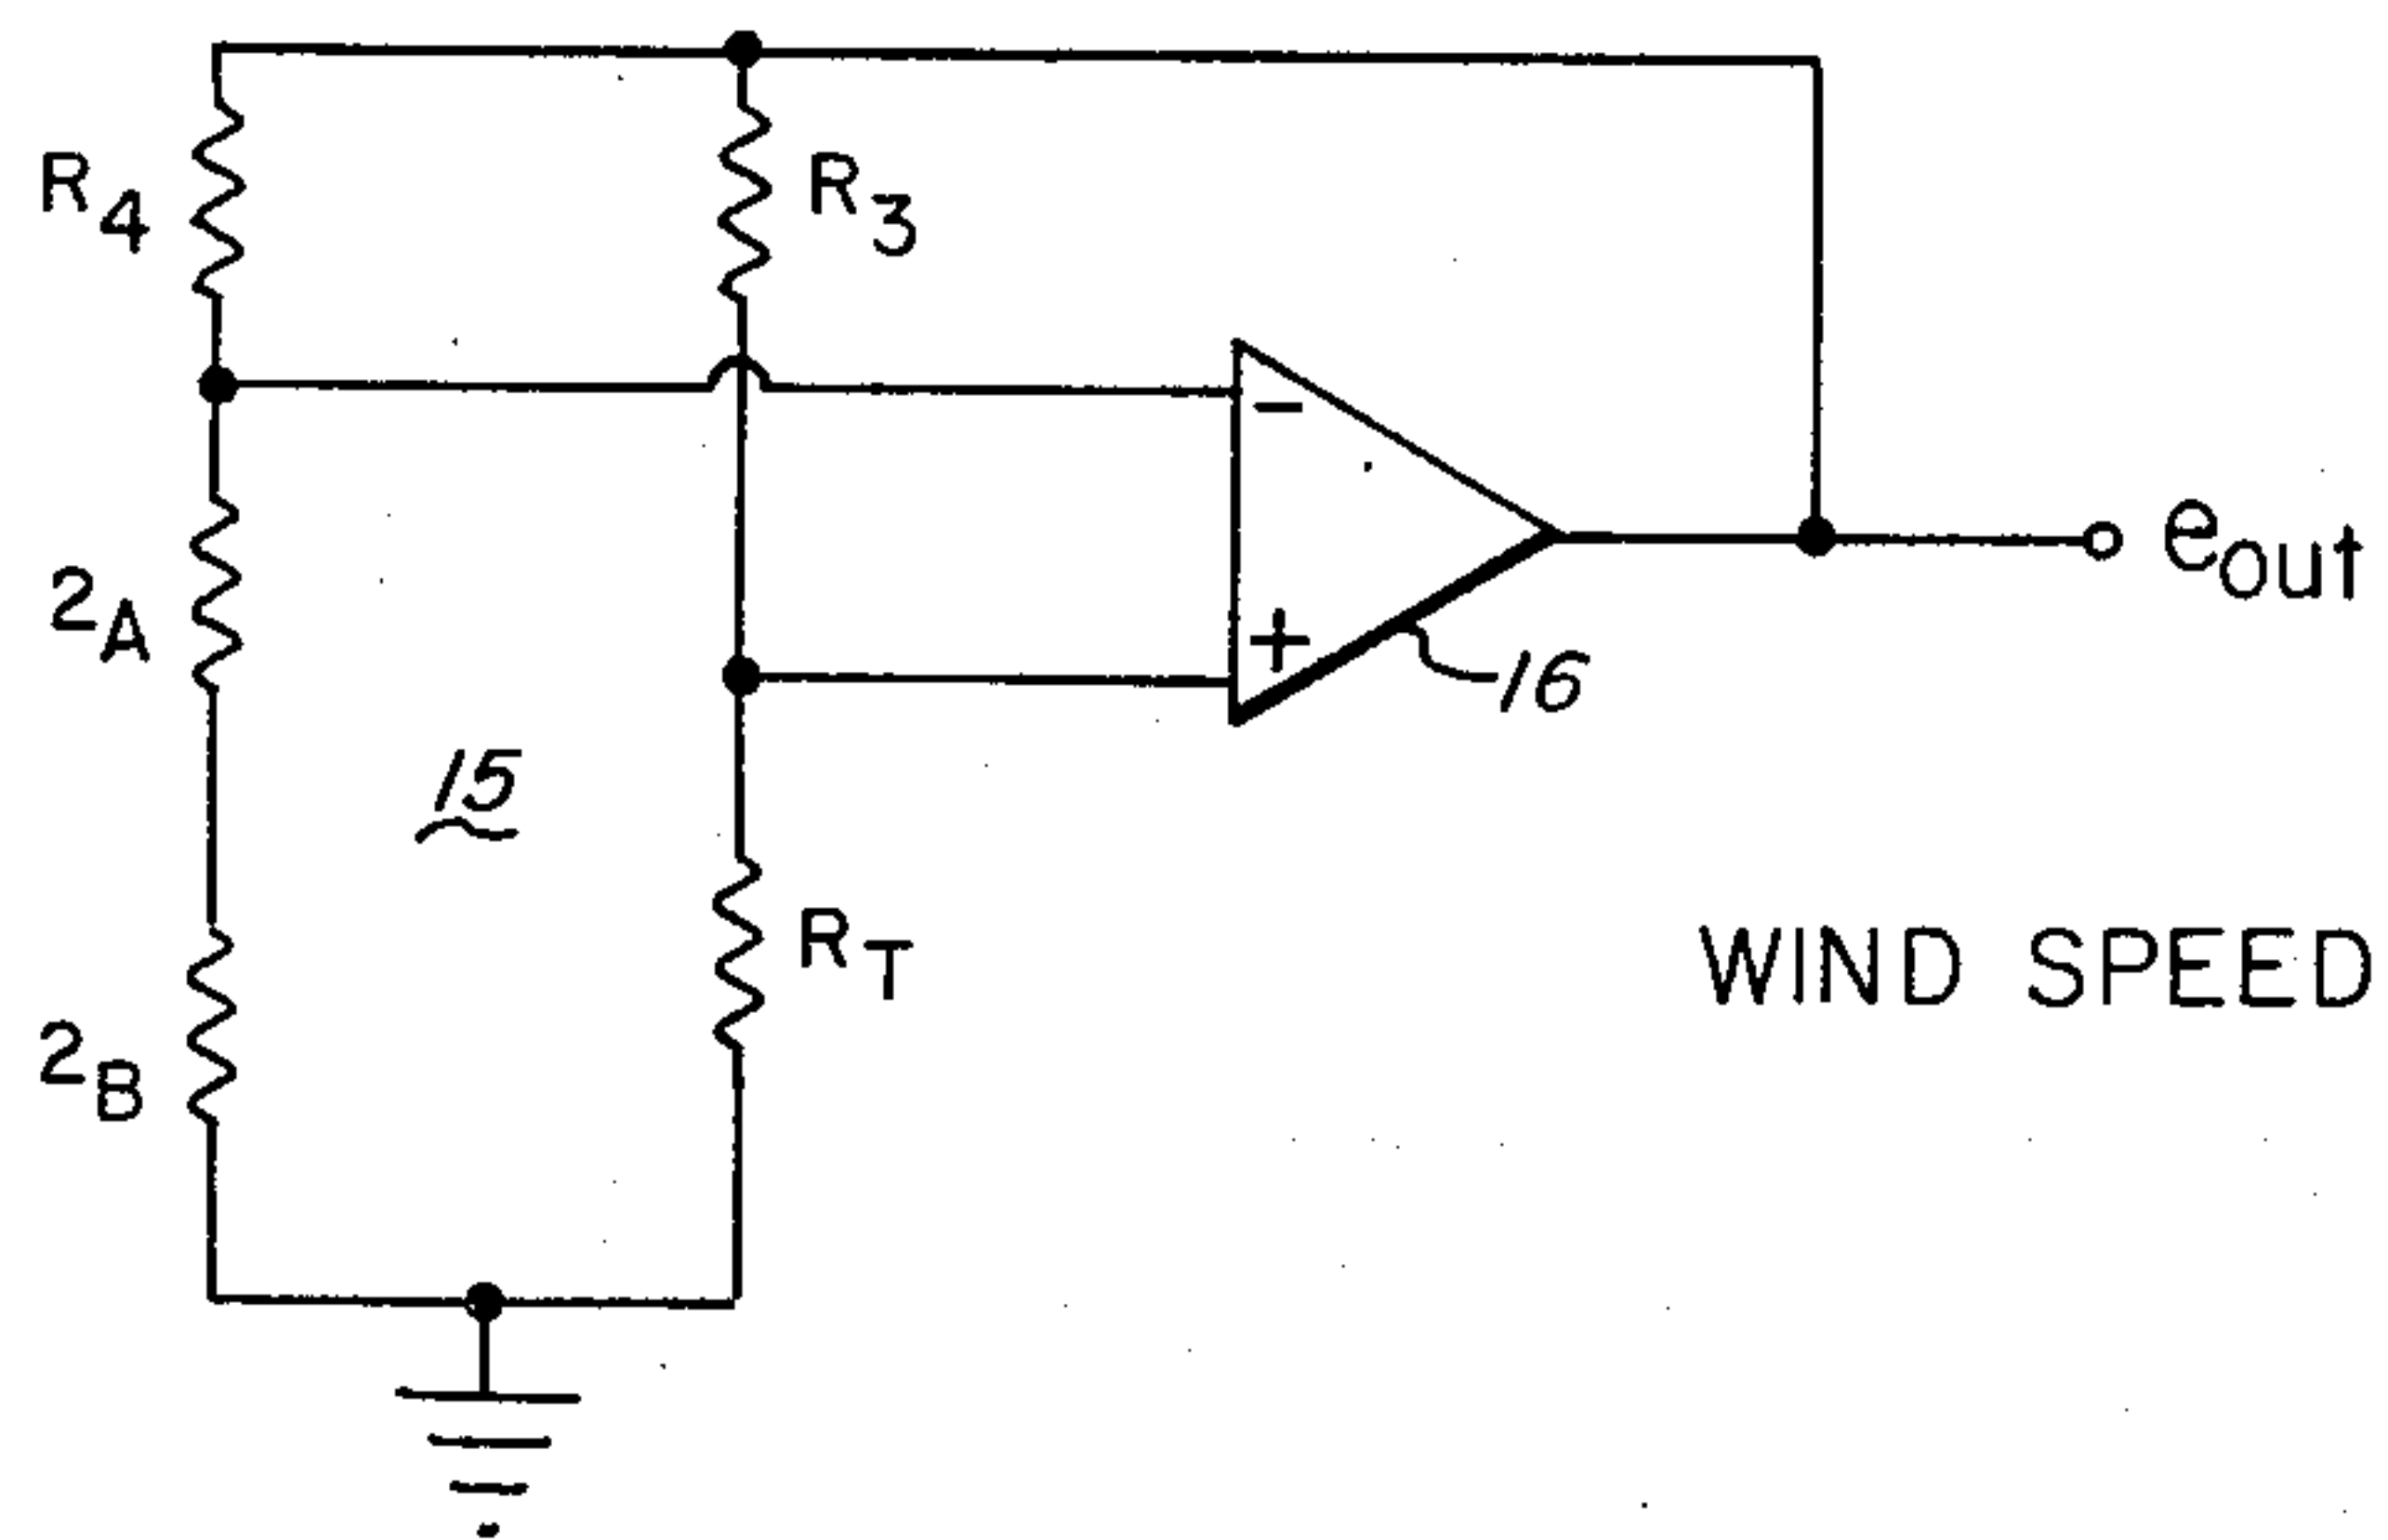 R4
R3
-
eout
2A
+
16
15
RT
WIND SPEED
2B